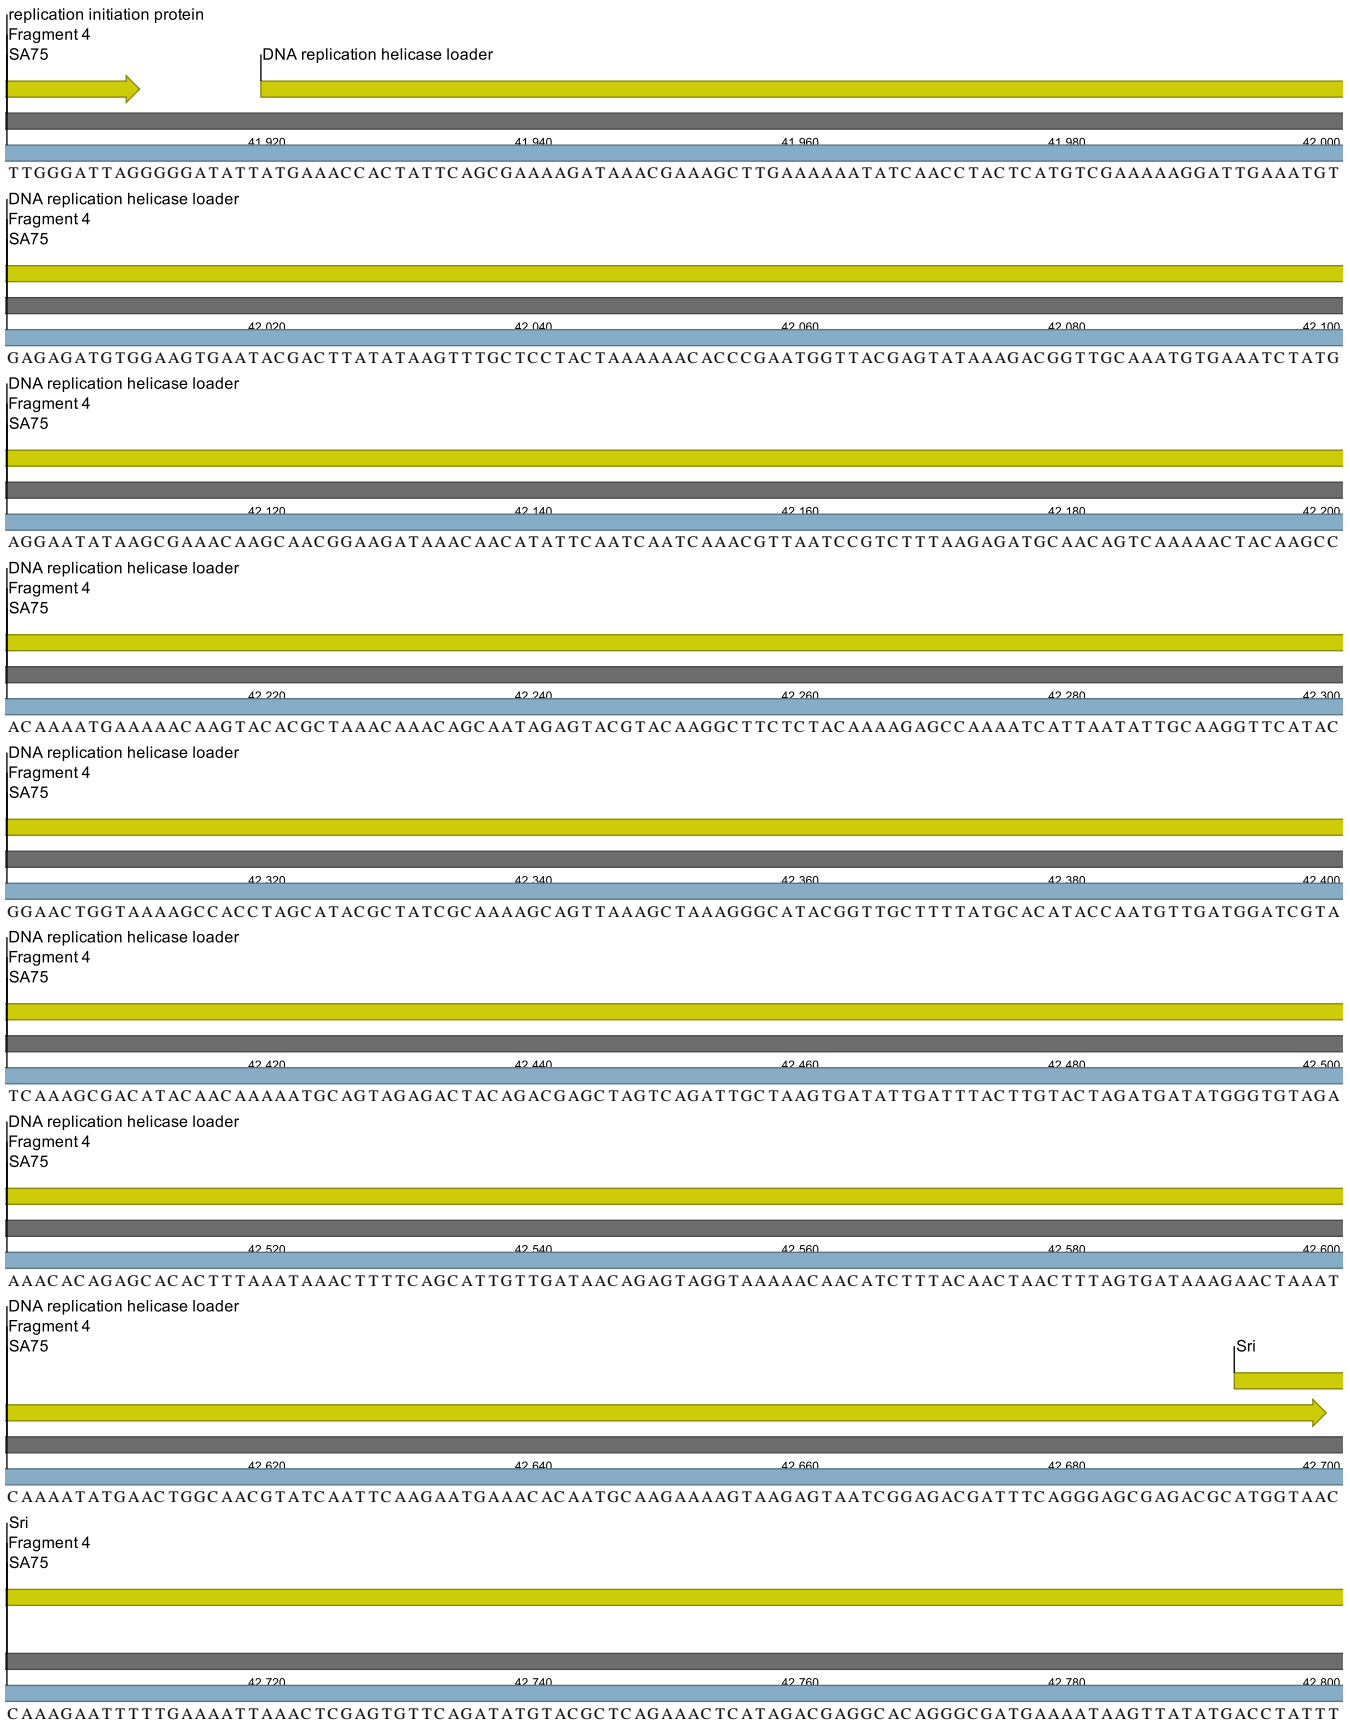 replication initiation protein
Fragment 4
SA75
DNA replication helicase loader
41.920 41.940 41.960 41.980 42.000
TTGGGATTAGGGGGATATTATGAAACCACTATTCAGCGAAAAGATAAACGAAAGCTTGAAAAAATATCAACCTACTCATGTCGAAAAAGGATTGAAATGT
DNA replication helicase loader
Fragment 4
SA75
42.020 42.040 42.060 42.080 42.100
GAGAGATGTGGAAGTGAATACGACTTATATAAGTTTGCTCCTACTAAAAAACACCCGAATGGTTACGAGTATAAAGACGGTTGCAAATGTGAAATCTATG
DNA replication helicase loader
Fragment 4
SA75
42.120 42.140 42.160 42.180 42.200
AGGAATATAAGCGAAACAAGCAACGGAAGATAAACAACATATTCAATCAATCAAACGTTAATCCGTCTTTAAGAGATGCAACAGTCAAAAACTACAAGCC
DNA replication helicase loader
Fragment 4
SA75
42.220 42.240 42.260 42.280 42.300
ACAAAATGAAAAACAAGTACACGCTAAACAAACAGCAATAGAGTACGTACAAGGCTTCTCTACAAAAGAGCCAAAATCATTAATATTGCAAGGTTCATAC
DNA replication helicase loader
Fragment 4
SA75
42.320 42.340 42.360 42.380 42.400
GGAACTGGTAAAAGCCACCTAGCATACGCTATCGCAAAAGCAGTTAAAGCTAAAGGGCATACGGTTGCTTTTATGCACATACCAATGTTGATGGATCGTA
DNA replication helicase loader
Fragment 4
SA75
42.420 42.440 42.460 42.480 42.500
TCAAAGCGACATACAACAAAAATGCAGTAGAGACTACAGACGAGCTAGTCAGATTGCTAAGTGATATTGATTTACTTGTACTAGATGATATGGGTGTAGA
DNA replication helicase loader
Fragment 4
SA75
42.520 42.540 42.560 42.580 42.600
AAACACAGAGCACACTTTAAATAAACTTTTCAGCATTGTTGATAACAGAGTAGGTAAAAACAACATCTTTACAACTAACTTTAGTGATAAAGAACTAAAT
DNA replication helicase loader
Fragment 4
SA75
Sri
42.620 42.640 42.660 42.680 42.700
CAAAATATGAACTGGCAACGTATCAATTCAAGAATGAAACACAATGCAAGAAAAGTAAGAGTAATCGGAGACGATTTCAGGGAGCGAGACGCATGGTAAC
Sri
Fragment 4
SA75
42.720 42.740 42.760 42.780 42.800
CAAAGAATTTTTGAAAATTAAACTCGAGTGTTCAGATATGTACGCTCAGAAACTCATAGACGAGGCACAGGGCGATGAAAATAAGTTATATGACCTATTT